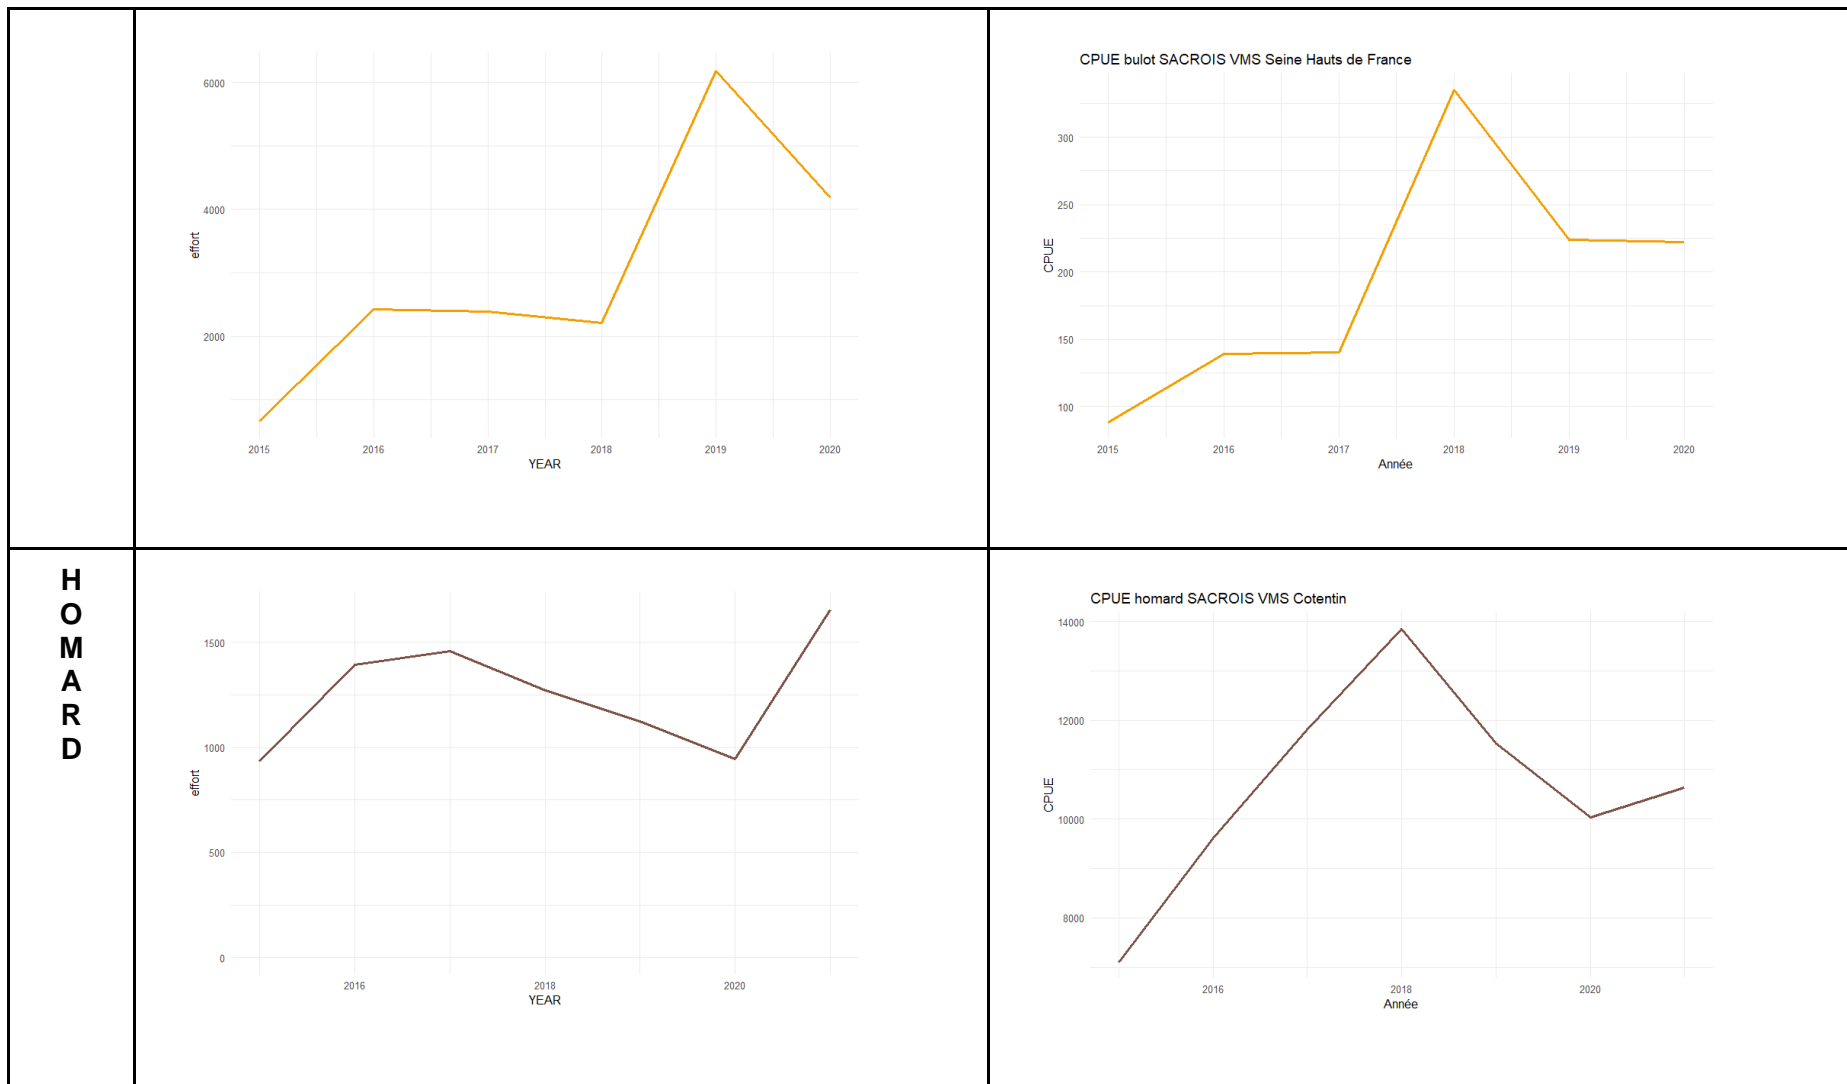 6000
4000
2000
effort
2015 2016 2017 2018 2019 2020
YEAR
CPUE bulot SACROIS VMS Seine Hauts de France
300
250
200
150
100
CPUE
2015 2016 2017 2018 2019 2020
Année
H
O
M
A
R
D
1500
1000
500
0
effort
2016 2018 2020
YEAR
CPUE homard SACROIS VMS Cotentin
14000
12000
10000
8000
CPUE
2016 2018 2020
Année